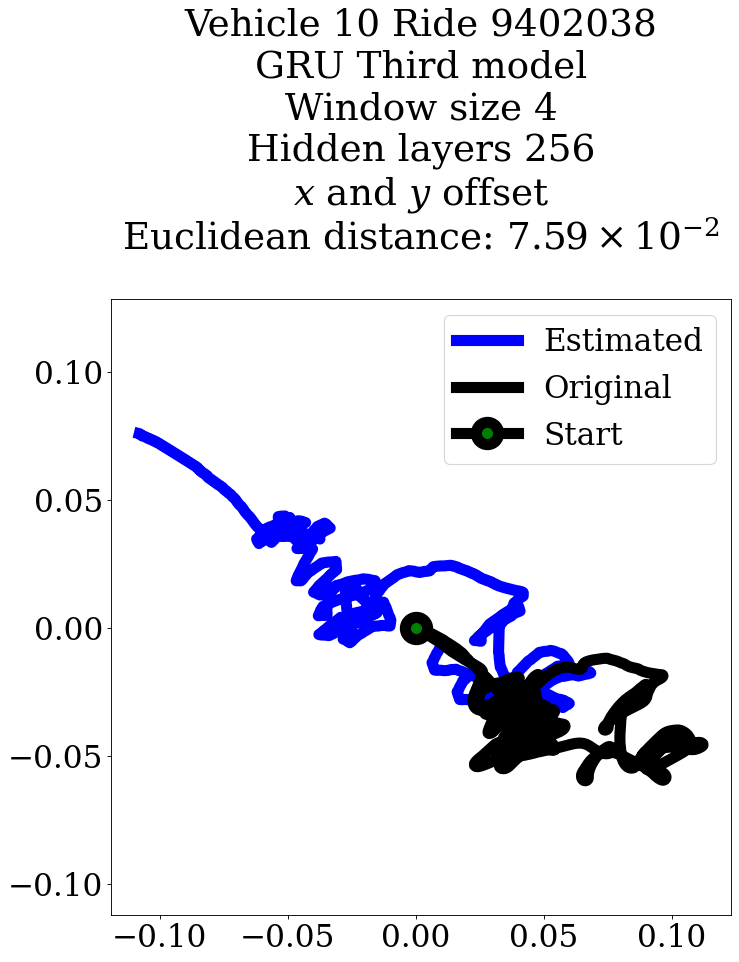 Vehicle 10 Ride 9402038
GRU Third model
Window size 4
Hidden layers 256
x and y offset
Euclidean distance: 7.59 × 10⁻²
Estimated
Original
Start
0.10
0.05
0.00
−0.05
−0.10
−0.10 −0.05 0.00 0.05 0.10